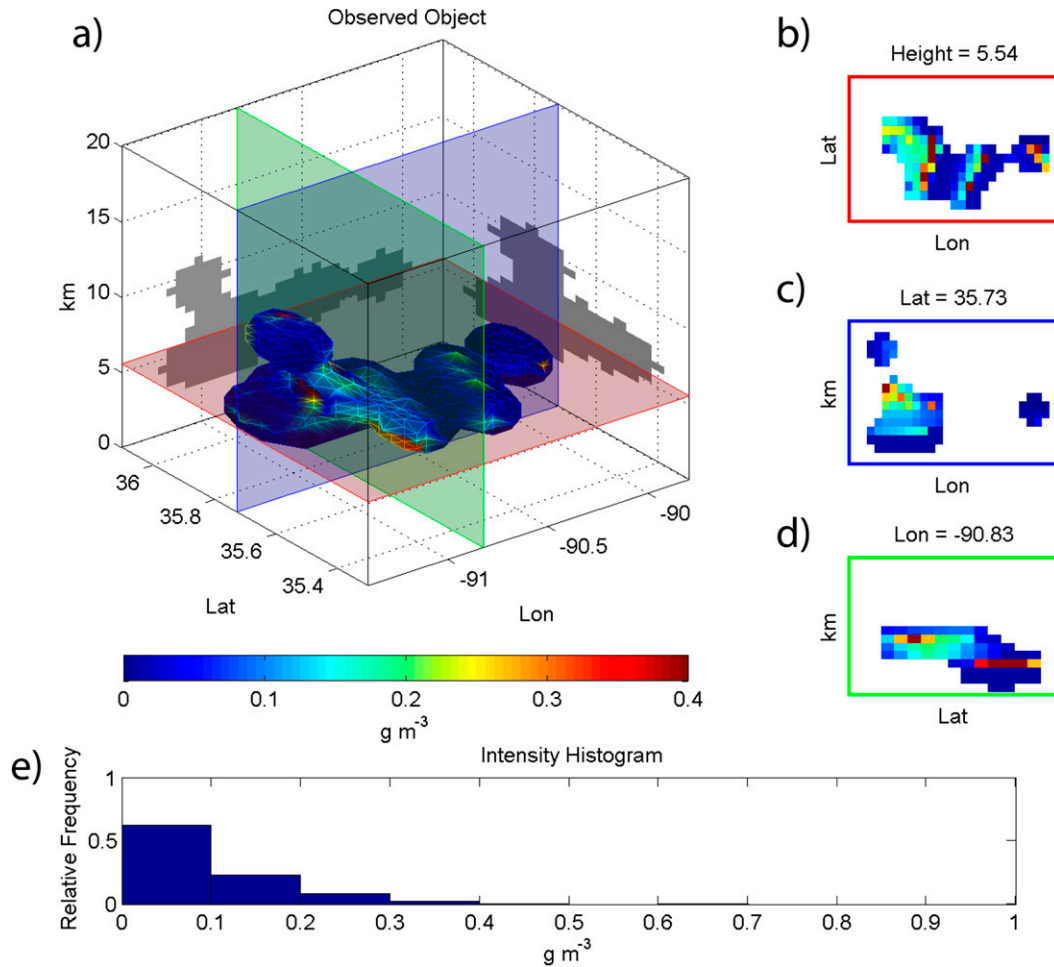 a)
Observed Object
20
15
10
5
0
km
36
35.8
35.6
35.4
Lat
-91
-90.5
-90
Lon
0
0.1
0.2
0.3
0.4
g m⁻³
b)
Height = 5.54
Lat
Lon
c)
Lat = 35.73
km
Lon
d)
Lon = -90.83
km
Lat
e)
Intensity Histogram
Relative Frequency
1
0.5
0
0 0.1 0.2 0.3 0.4 0.5 0.6 0.7 0.8 0.9 1
g m⁻³